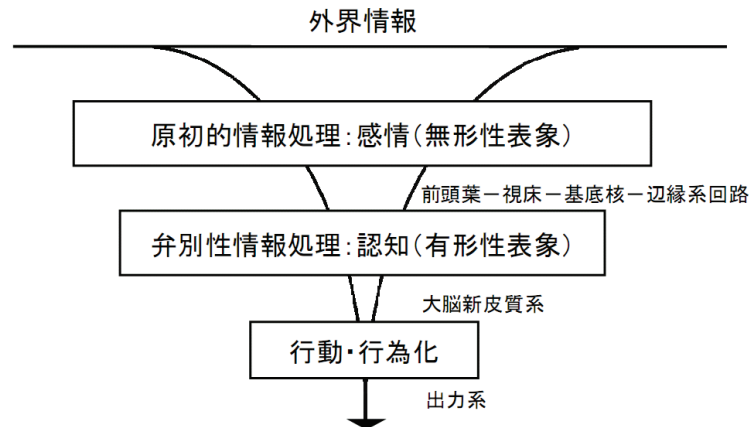 外界情報
原初的情報処理:感情(無形性表象)
前頭葉－視床－基底核－辺縁系回路
弁別性情報処理:認知(有形性表象)
大脳新皮質系
行動・行為化
出力系